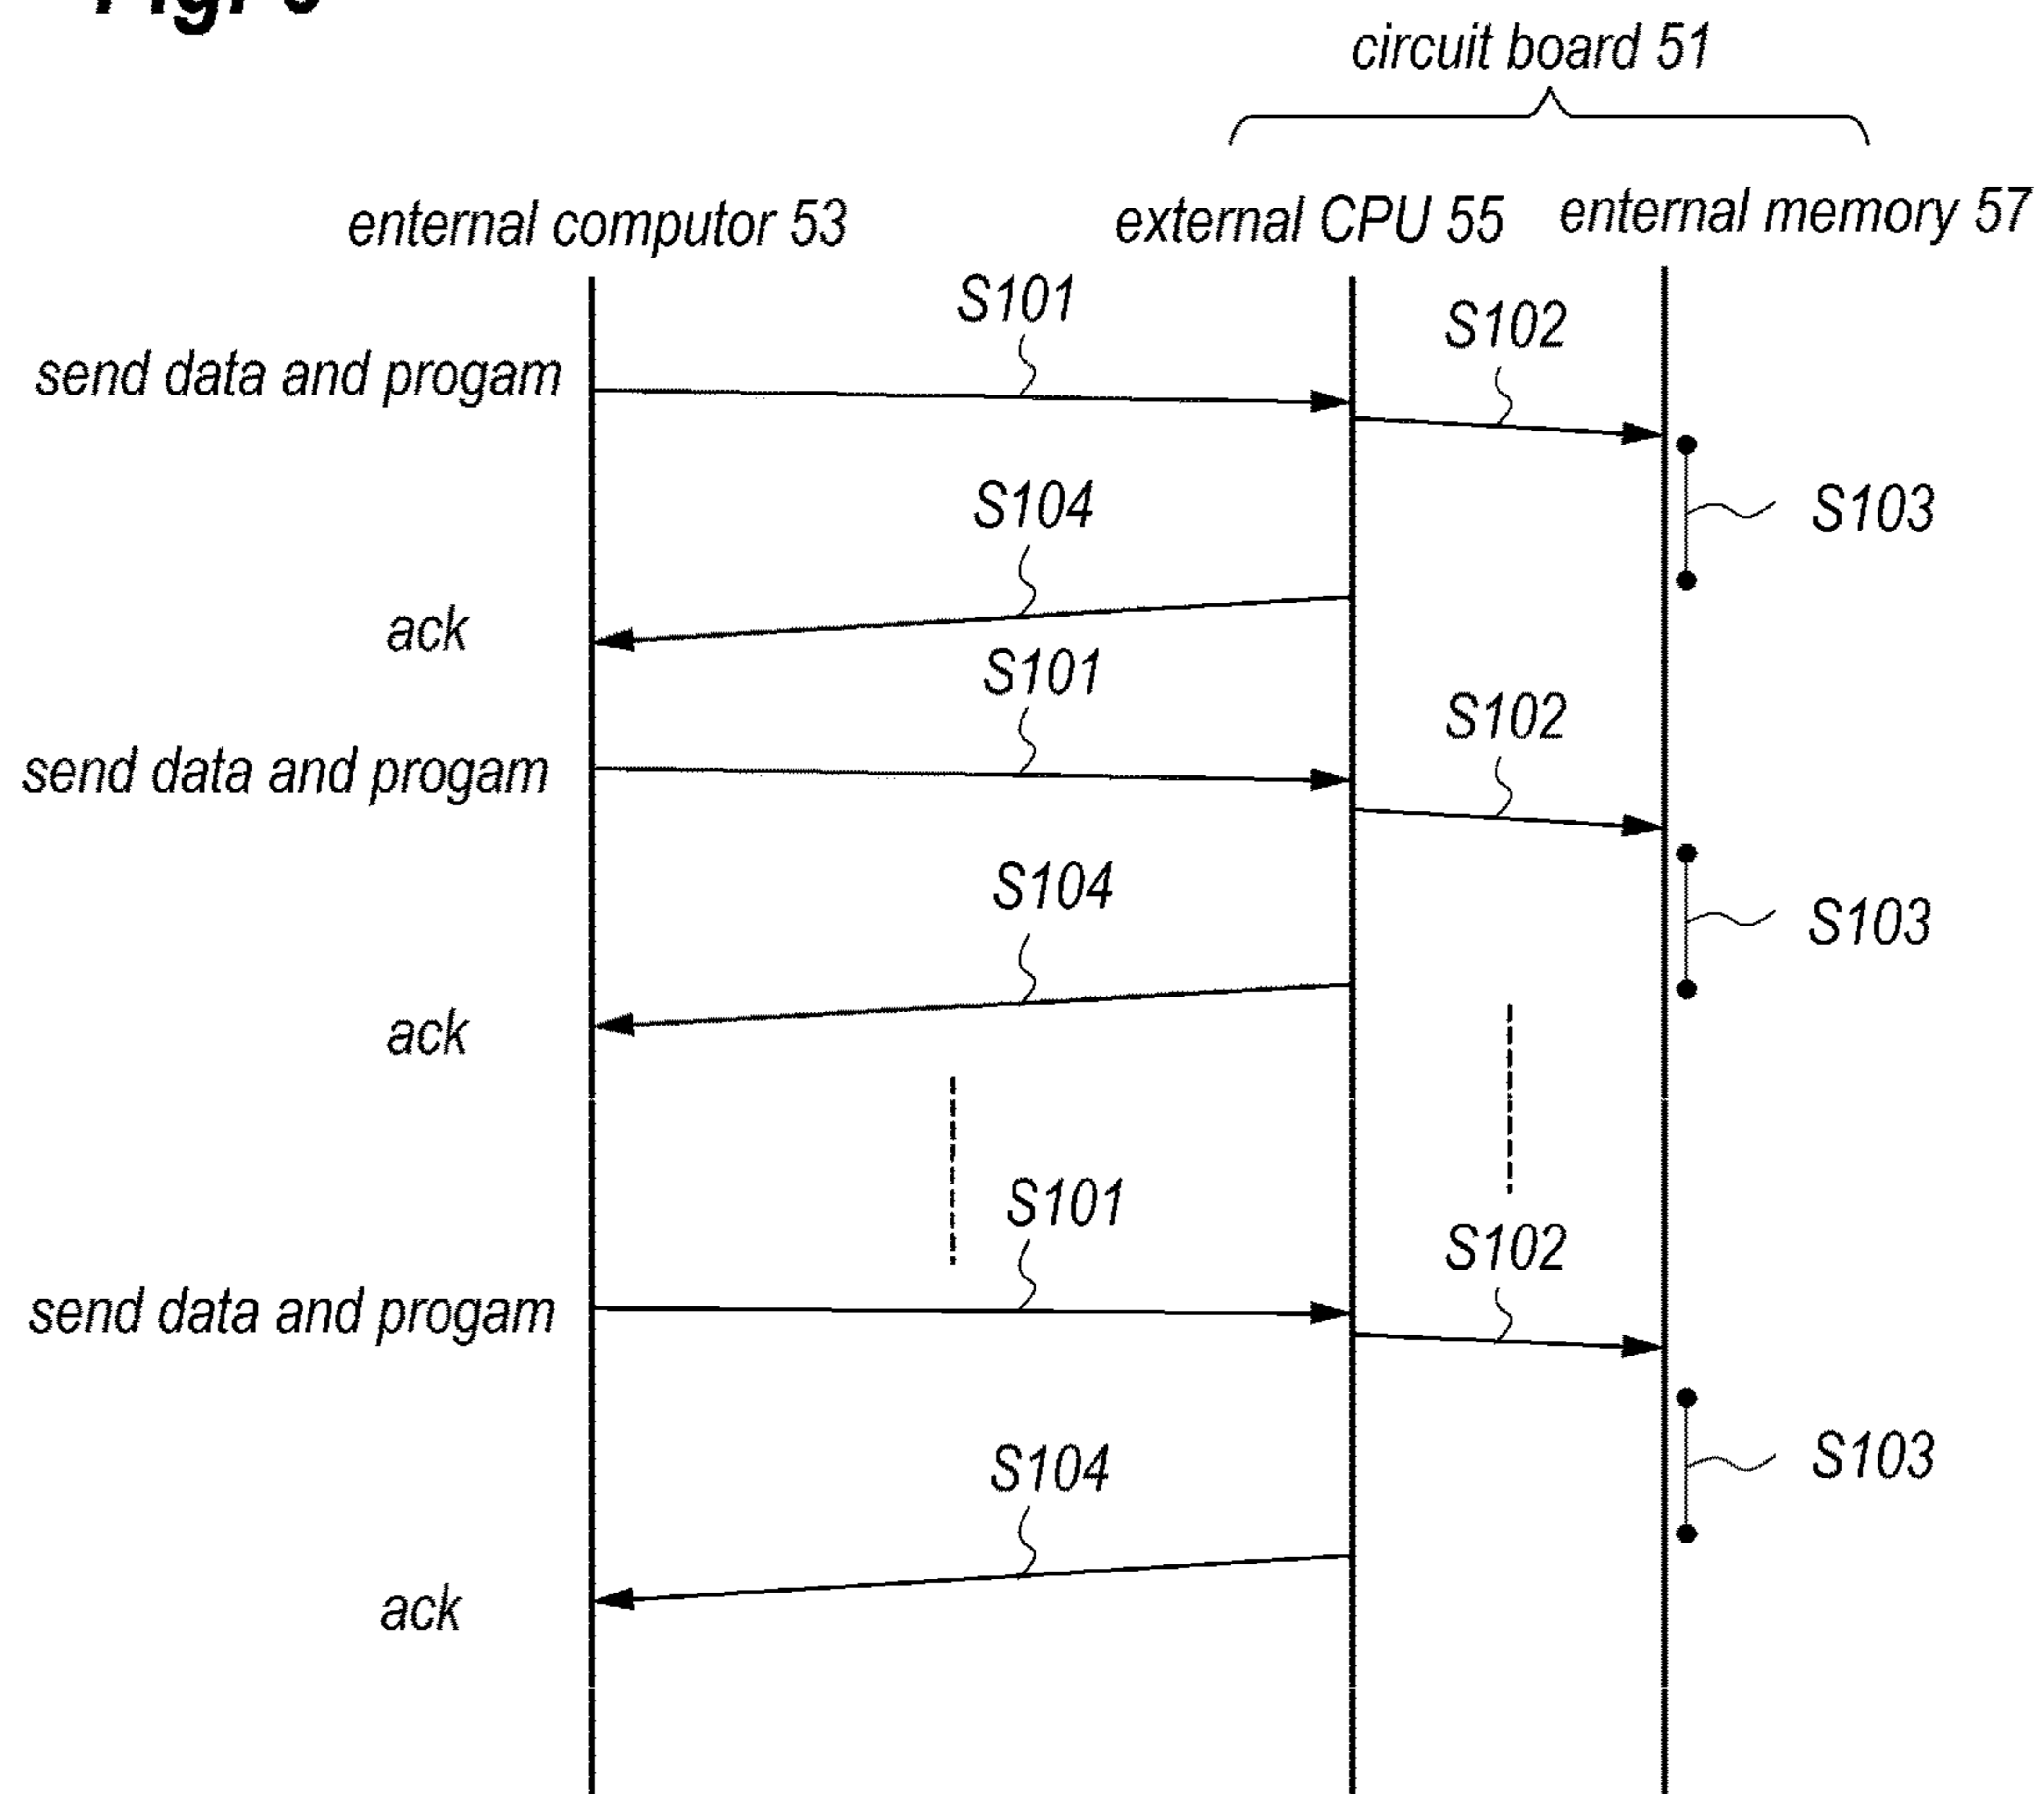 circuit board 51
enternal computor 53
external CPU 55
enternal memory 57
S101
S102
send data and progam
S104
S103
ack
S101
S102
send data and progam
S104
S103
ack
S101
S102
send data and progam
S104
S103
ack